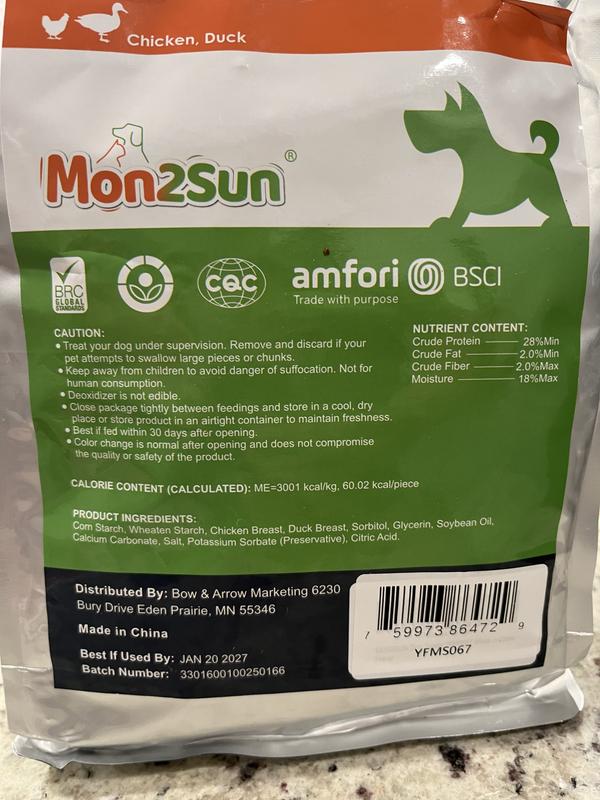 Chicken, Duck
Mon2Sun®
BRC
GLOBAL
STANDARDS
CQC
amfori BSCI
Trade with purpose
CAUTION:
• Treat your dog under supervision. Remove and discard if your
pet attempts to swallow large pieces or chunks.
• Keep away from children to avoid danger of suffocation. Not for
human consumption.
• Deoxidizer is not edible.
• Close package tightly between feedings and store in a cool, dry
place or store product in an airtight container to maintain freshness.
• Best if fed within 30 days after opening.
• Color change is normal after opening and does not compromise
the quality or safety of the product.
NUTRIENT CONTENT:
Crude Protein 28%Min
Crude Fat 2.0%Min
Crude Fiber 2.0%Max
Moisture 18%Max
CALORIE CONTENT (CALCULATED): ME=3001 kcal/kg, 60.02 kcal/piece
PRODUCT INGREDIENTS:
Corn Starch, Wheaten Starch, Chicken Breast, Duck Breast, Sorbitol, Glycerin, Soybean Oil,
Calcium Carbonate, Salt, Potassium Sorbate (Preservative), Citric Acid.
Distributed By: Bow & Arrow Marketing 6230
Bury Drive Eden Prairie, MN 55346
Made in China
Best If Used By: JAN 20 2027
Batch Number: 3301600100250166
7 59973 86472 9
YFMS067